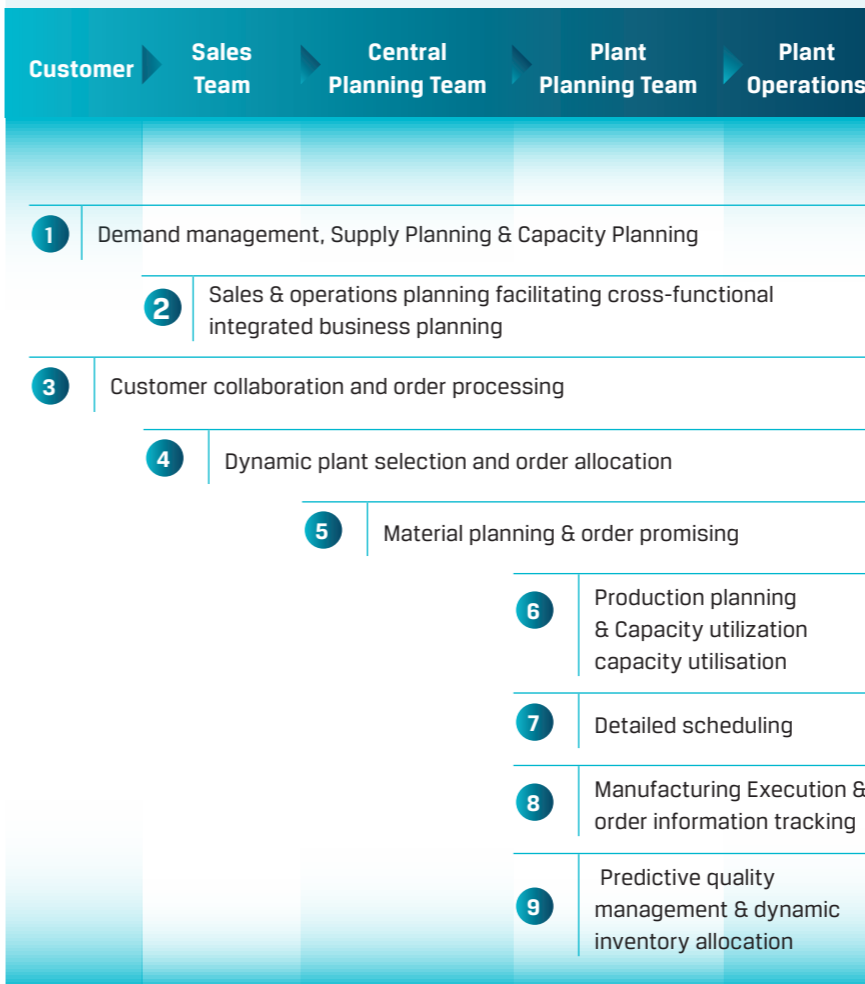 Customer
Sales
Team
Central
Planning Team
Plant
Planning Team
Plant
Operations
1
Demand management, Supply Planning & Capacity Planning
2
Sales & operations planning facilitating cross-functional
integrated business planning
3
Customer collaboration and order processing
4
Dynamic plant selection and order allocation
5
Material planning & order promising
6
Production planning
& Capacity utilization
capacity utilisation
7
Detailed scheduling
8
Manufacturing Execution &
order information tracking
9
Predictive quality
management & dynamic
inventory allocation